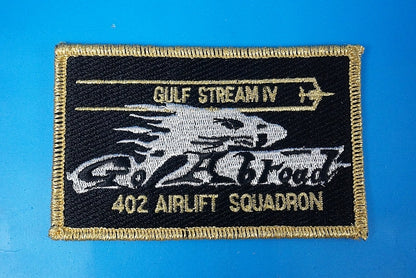 GULF STREAM IV
Go! Abroad
402 AIRLIFT SQUADRON